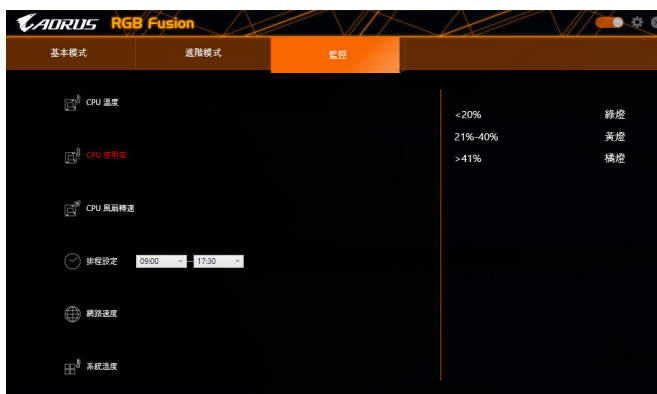 AORUS RGB Fusion
基本模式 進階模式 監控
CPU 溫度
CPU 使用率
CPU 風扇轉速
排程設定 09:00 – 17:30
網路速度
系統溫度
<20% 綠燈
21%-40% 黃燈
>41% 橘燈